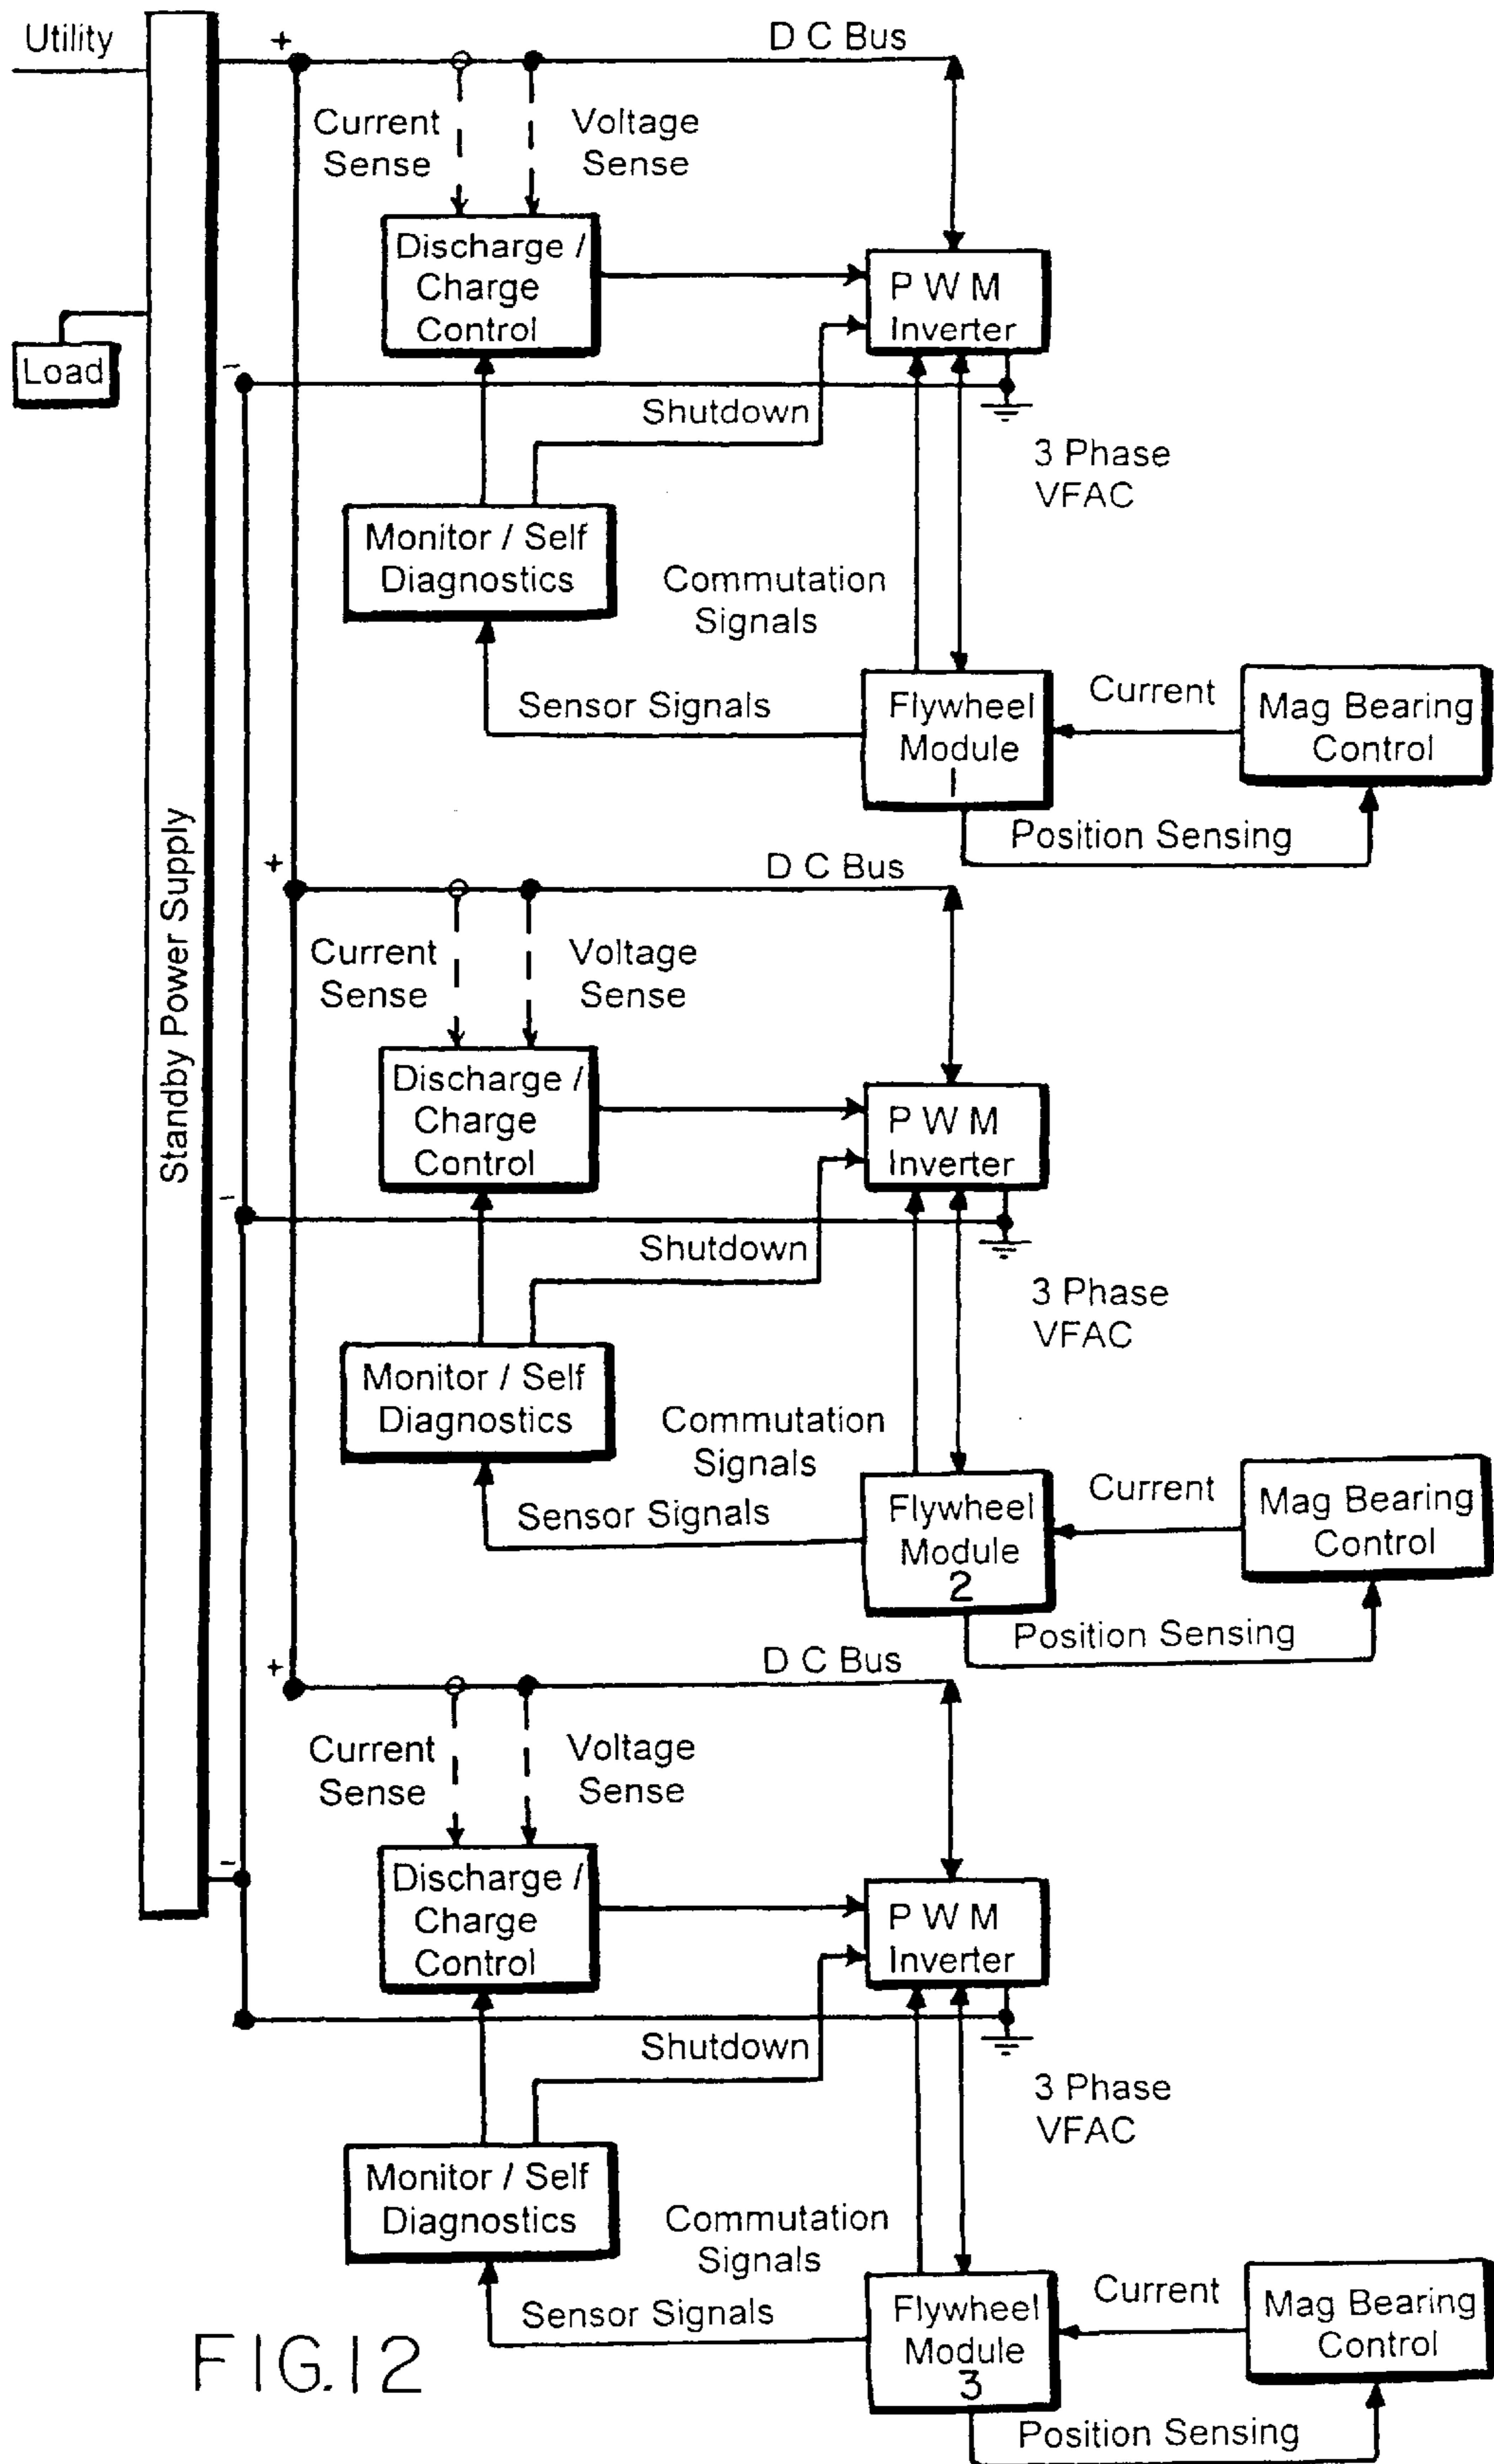 Utility
+
D C Bus
Current
Sense
Voltage
Sense
Discharge /
Charge
Control
P W M
Inverter
Load
–
Shutdown
3 Phase
VFAC
Monitor / Self
Diagnostics
Commutation
Signals
Sensor Signals
Flywheel
Module
1
Current
Mag Bearing
Control
Position Sensing
Standby Power Supply
+
D C Bus
Current
Sense
Voltage
Sense
Discharge /
Charge
Control
P W M
Inverter
–
Shutdown
3 Phase
VFAC
Monitor / Self
Diagnostics
Commutation
Signals
Sensor Signals
Flywheel
Module
2
Current
Mag Bearing
Control
Position Sensing
+
D C Bus
Current
Sense
Voltage
Sense
Discharge /
Charge
Control
P W M
Inverter
–
Shutdown
3 Phase
VFAC
Monitor / Self
Diagnostics
Commutation
Signals
Sensor Signals
Flywheel
Module
3
Current
Mag Bearing
Control
Position Sensing
FIG.12